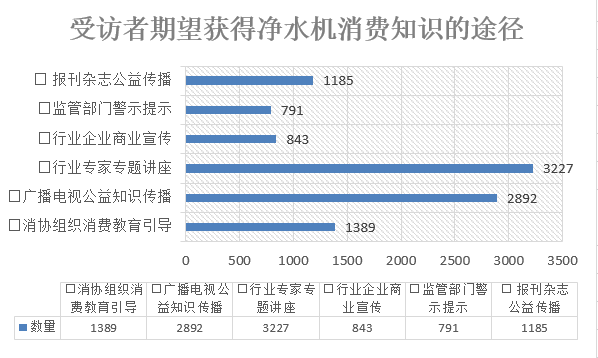 受访者期望获得净水机消费知识的途径
□ 报刊杂志公益传播 1185
□监管部门警示提示 791
□行业企业商业宣传 843
□行业专家专题讲座 3227
□广播电视公益知识传播 2892
□消协组织消费教育引导 1389
0 500 1000 1500 2000 2500 3000 3500
□消协组织消 □广播电视公 □行业专家专 □行业企业商 □监管部门警 □ 报刊杂志
费教育引导 益知识传播 题讲座 业宣传 示提示 公益传播
数量 1389 2892 3227 843 791 1185